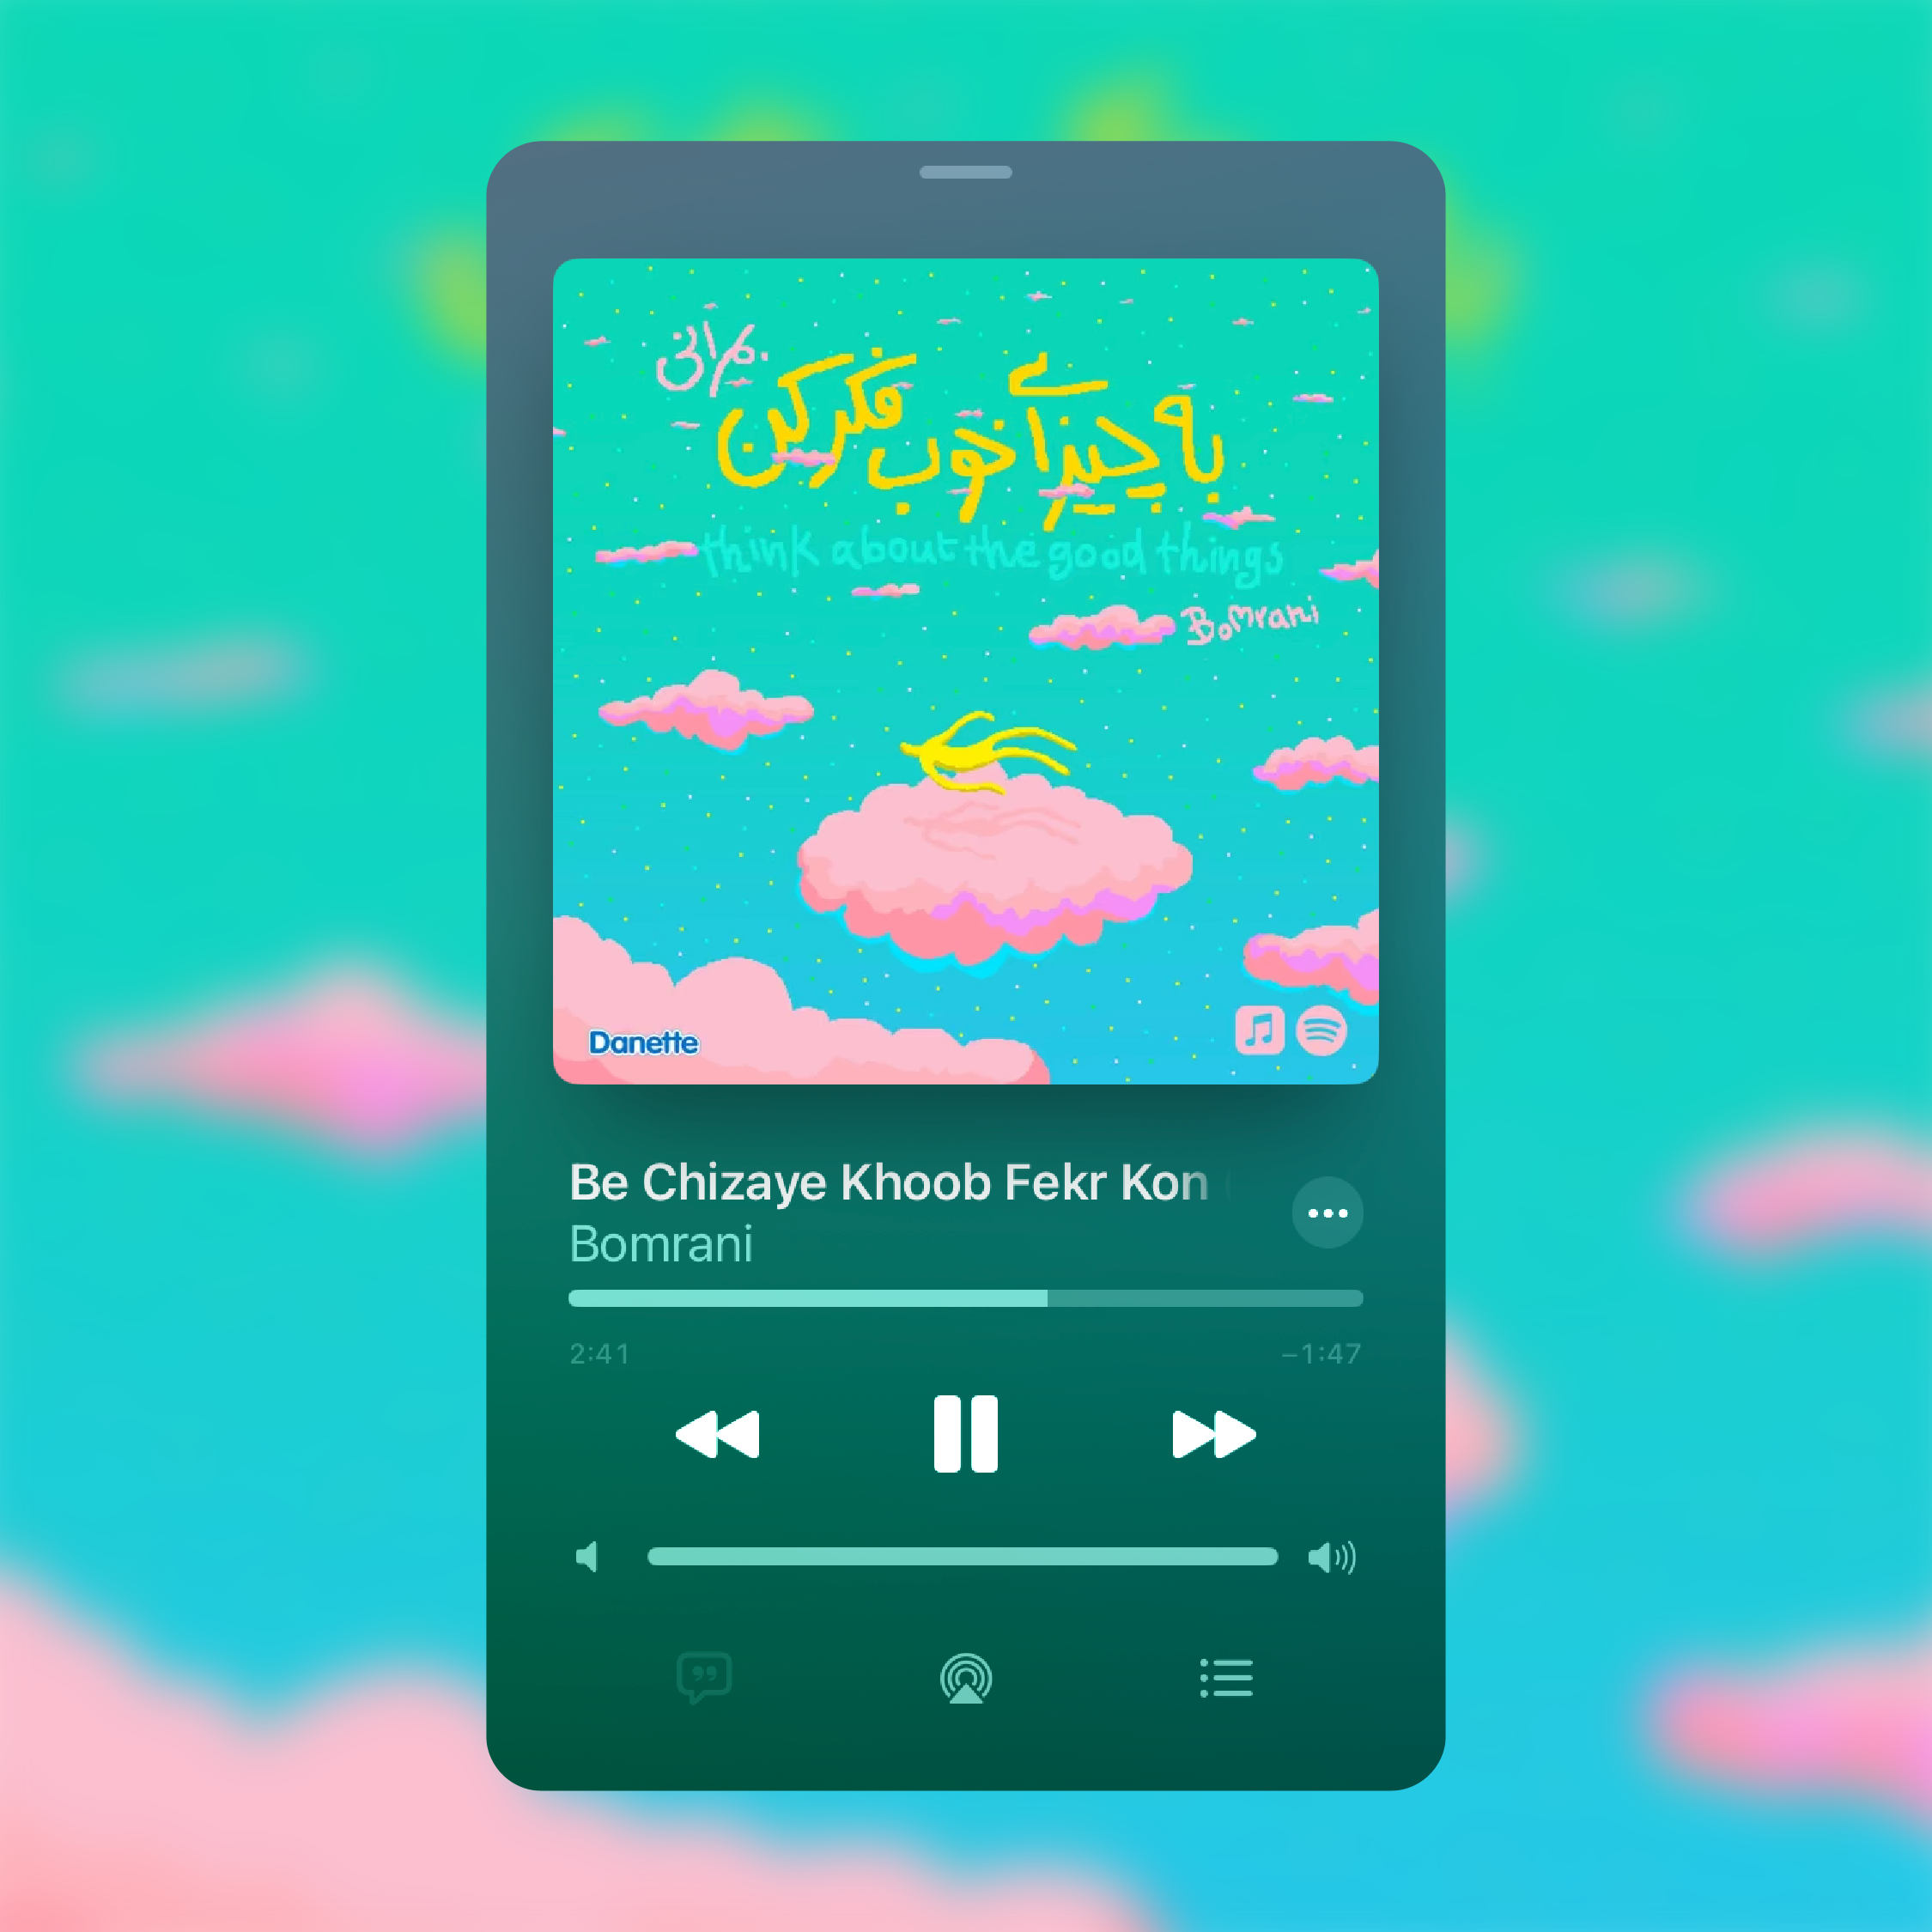 بمرانی
به چیزای خوب فکر کن
think about the good things
Bomrani
Danette
Be Chizaye Khoob Fekr Kon
Bomrani
2:41
–1:47